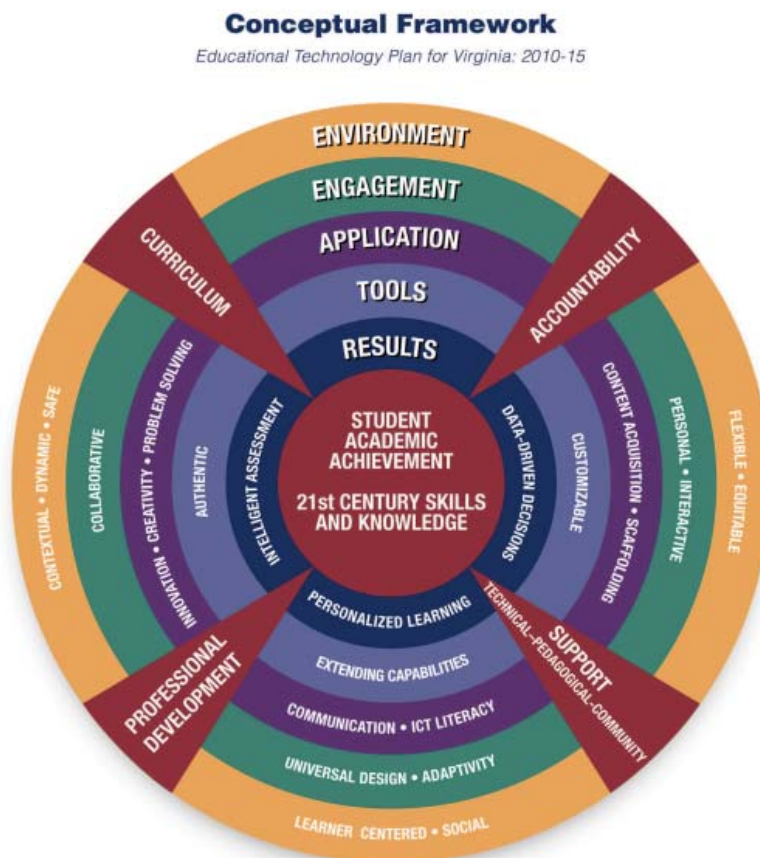 Conceptual Framework
Educational Technology Plan for Virginia: 2010-15
ENVIRONMENT
ENGAGEMENT
APPLICATION
TOOLS
RESULTS
CURRICULUM
ACCOUNTABILITY
CONTEXTUAL • DYNAMIC • SAFE
COLLABORATIVE
INNOVATION • CREATIVITY • PROBLEM SOLVING
AUTHENTIC
INTELLIGENT ASSESSMENT
STUDENT
ACADEMIC
ACHIEVEMENT
21st CENTURY SKILLS
AND KNOWLEDGE
DATA-DRIVEN DECISIONS
CUSTOMIZABLE
CONTENT ACQUISITION • SCAFFOLDING
PERSONAL • INTERACTIVE
FLEXIBLE • EQUITABLE
PERSONALIZED LEARNING
EXTENDING CAPABILITIES
COMMUNICATION • ICT LITERACY
UNIVERSAL DESIGN • ADAPTIVITY
LEARNER CENTERED • SOCIAL
PROFESSIONAL
DEVELOPMENT
SUPPORT
TECHNICAL–PEDAGOGICAL–COMMUNITY